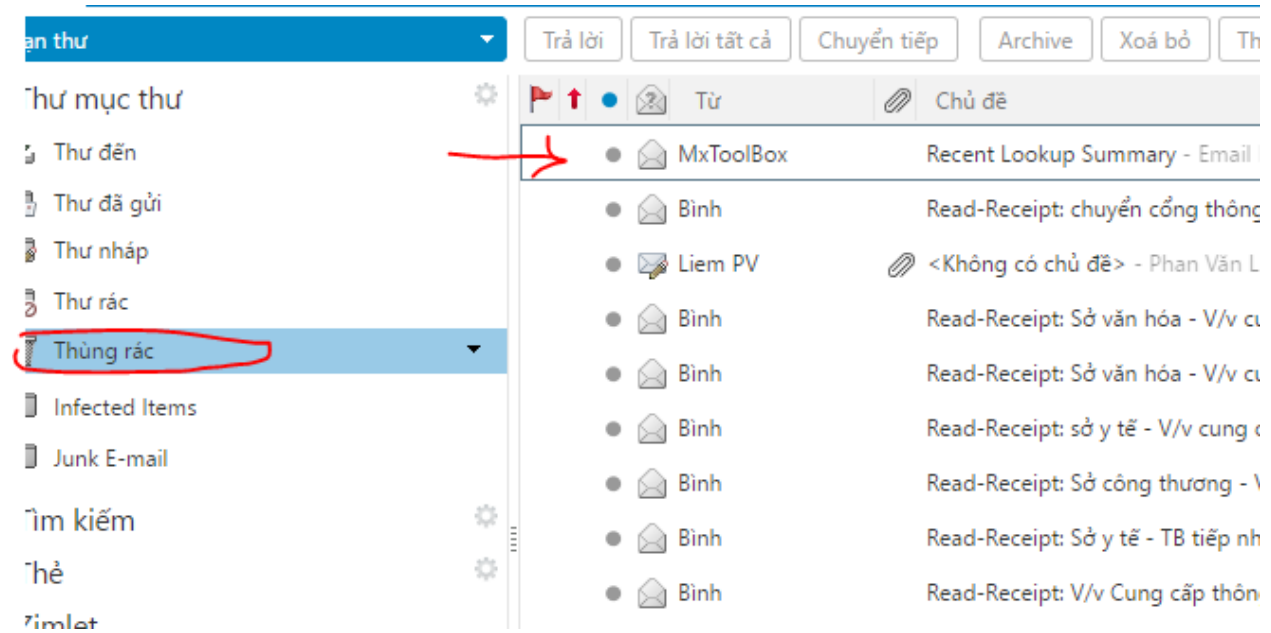 ạn thư
Trả lời Trả lời tất cả Chuyển tiếp Archive Xoá bỏ Th
Thư mục thư
Từ Chủ đề
Thư đến
MxToolBox Recent Lookup Summary - Email
Thư đã gửi
Bình Read-Receipt: chuyển cổng thông
Thư nháp
Liem PV <Không có chủ đề> - Phan Văn L
Thư rác
Bình Read-Receipt: Sở văn hóa - V/v cu
Thùng rác
Bình Read-Receipt: Sở văn hóa - V/v cu
Infected Items
Bình Read-Receipt: sở y tế - V/v cung c
Junk E-mail
Bình Read-Receipt: Sở công thương - V
Tìm kiếm
Bình Read-Receipt: Sở y tế - TB tiếp nh
Thẻ
Bình Read-Receipt: V/v Cung cấp thôn
Zimlet